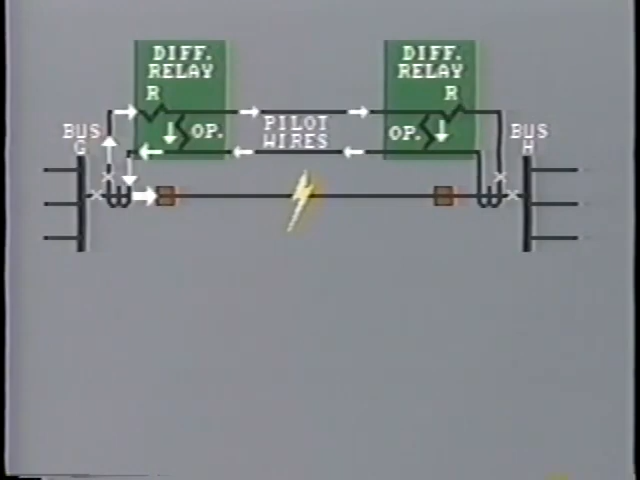 DIFF.
RELAY
R
OP.
DIFF.
RELAY
R
OP.
PILOT
WIRES
BUS
G
BUS
H